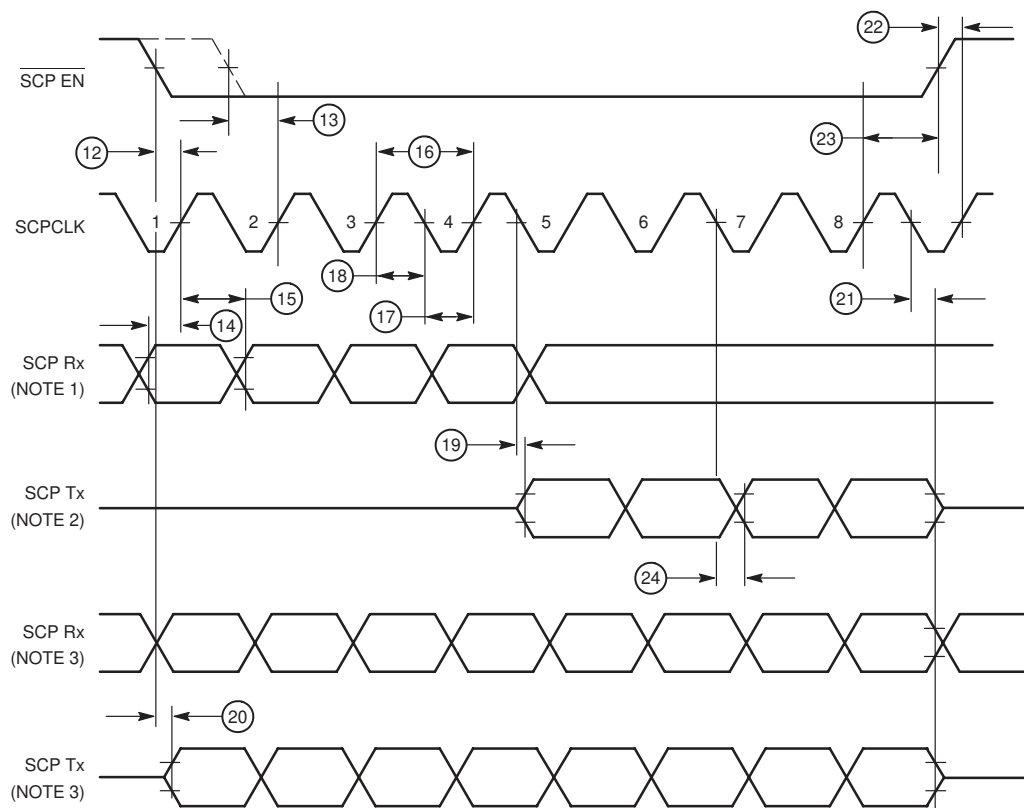 22
SCP EN
13
23
12
16
SCPCLK
1 2 3 4 5 6 7 8
18
15
21
14
17
SCP Rx
(NOTE 1)
19
SCP Tx
(NOTE 2)
24
SCP Rx
(NOTE 3)
20
SCP Tx
(NOTE 3)